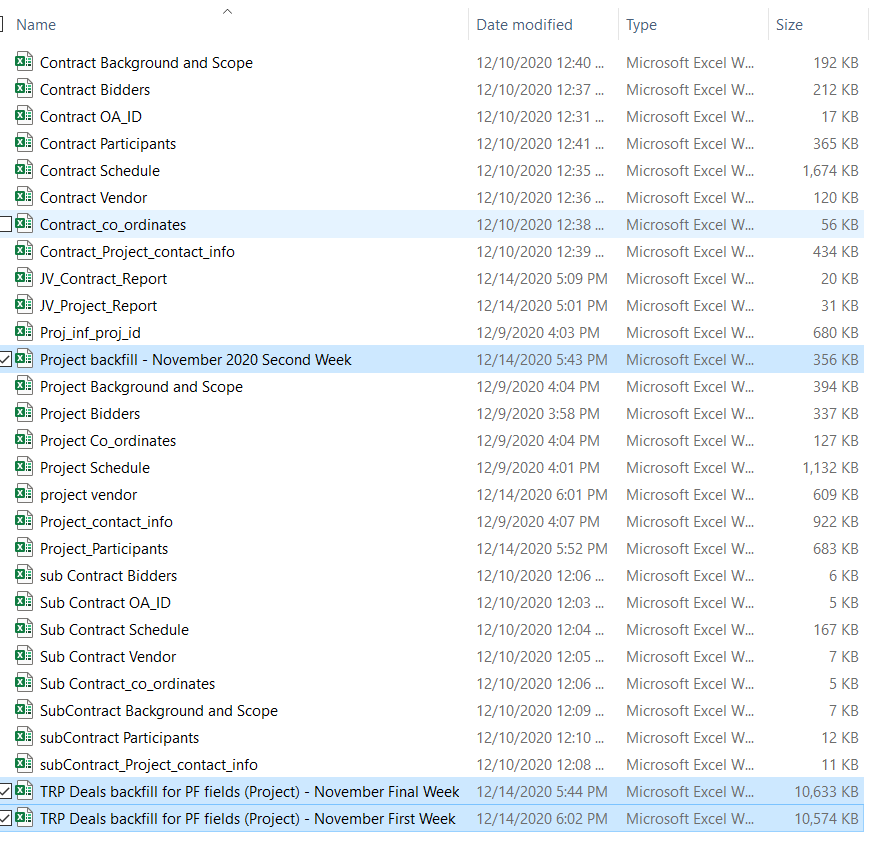 Name Date modified Type Size
Contract Background and Scope 12/10/2020 12:40 ... Microsoft Excel W... 192 KB
Contract Bidders 12/10/2020 12:37 ... Microsoft Excel W... 212 KB
Contract OA_ID 12/10/2020 12:31 ... Microsoft Excel W... 17 KB
Contract Participants 12/10/2020 12:41 ... Microsoft Excel W... 365 KB
Contract Schedule 12/10/2020 12:35 ... Microsoft Excel W... 1,674 KB
Contract Vendor 12/10/2020 12:36 ... Microsoft Excel W... 120 KB
Contract_co_ordinates 12/10/2020 12:38 ... Microsoft Excel W... 56 KB
Contract_Project_contact_info 12/10/2020 12:39 ... Microsoft Excel W... 434 KB
JV_Contract_Report 12/14/2020 5:09 PM Microsoft Excel W... 20 KB
JV_Project_Report 12/14/2020 5:01 PM Microsoft Excel W... 31 KB
Proj_inf_proj_id 12/9/2020 4:03 PM Microsoft Excel W... 680 KB
Project backfill - November 2020 Second Week 12/14/2020 5:43 PM Microsoft Excel W... 356 KB
Project Background and Scope 12/9/2020 4:04 PM Microsoft Excel W... 394 KB
Project Bidders 12/9/2020 3:58 PM Microsoft Excel W... 337 KB
Project Co_ordinates 12/9/2020 4:04 PM Microsoft Excel W... 127 KB
Project Schedule 12/9/2020 4:01 PM Microsoft Excel W... 1,132 KB
project vendor 12/14/2020 6:01 PM Microsoft Excel W... 609 KB
Project_contact_info 12/9/2020 4:07 PM Microsoft Excel W... 922 KB
Project_Participants 12/14/2020 5:52 PM Microsoft Excel W... 683 KB
sub Contract Bidders 12/10/2020 12:06 ... Microsoft Excel W... 6 KB
Sub Contract OA_ID 12/10/2020 12:03 ... Microsoft Excel W... 5 KB
Sub Contract Schedule 12/10/2020 12:04 ... Microsoft Excel W... 167 KB
Sub Contract Vendor 12/10/2020 12:05 ... Microsoft Excel W... 7 KB
Sub Contract_co_ordinates 12/10/2020 12:06 ... Microsoft Excel W... 5 KB
SubContract Background and Scope 12/10/2020 12:09 ... Microsoft Excel W... 7 KB
subContract Participants 12/10/2020 12:10 ... Microsoft Excel W... 12 KB
subContract_Project_contact_info 12/10/2020 12:08 ... Microsoft Excel W... 11 KB
TRP Deals backfill for PF fields (Project) - November Final Week 12/14/2020 5:44 PM Microsoft Excel W... 10,633 KB
TRP Deals backfill for PF fields (Project) - November First Week 12/14/2020 6:02 PM Microsoft Excel W... 10,574 KB